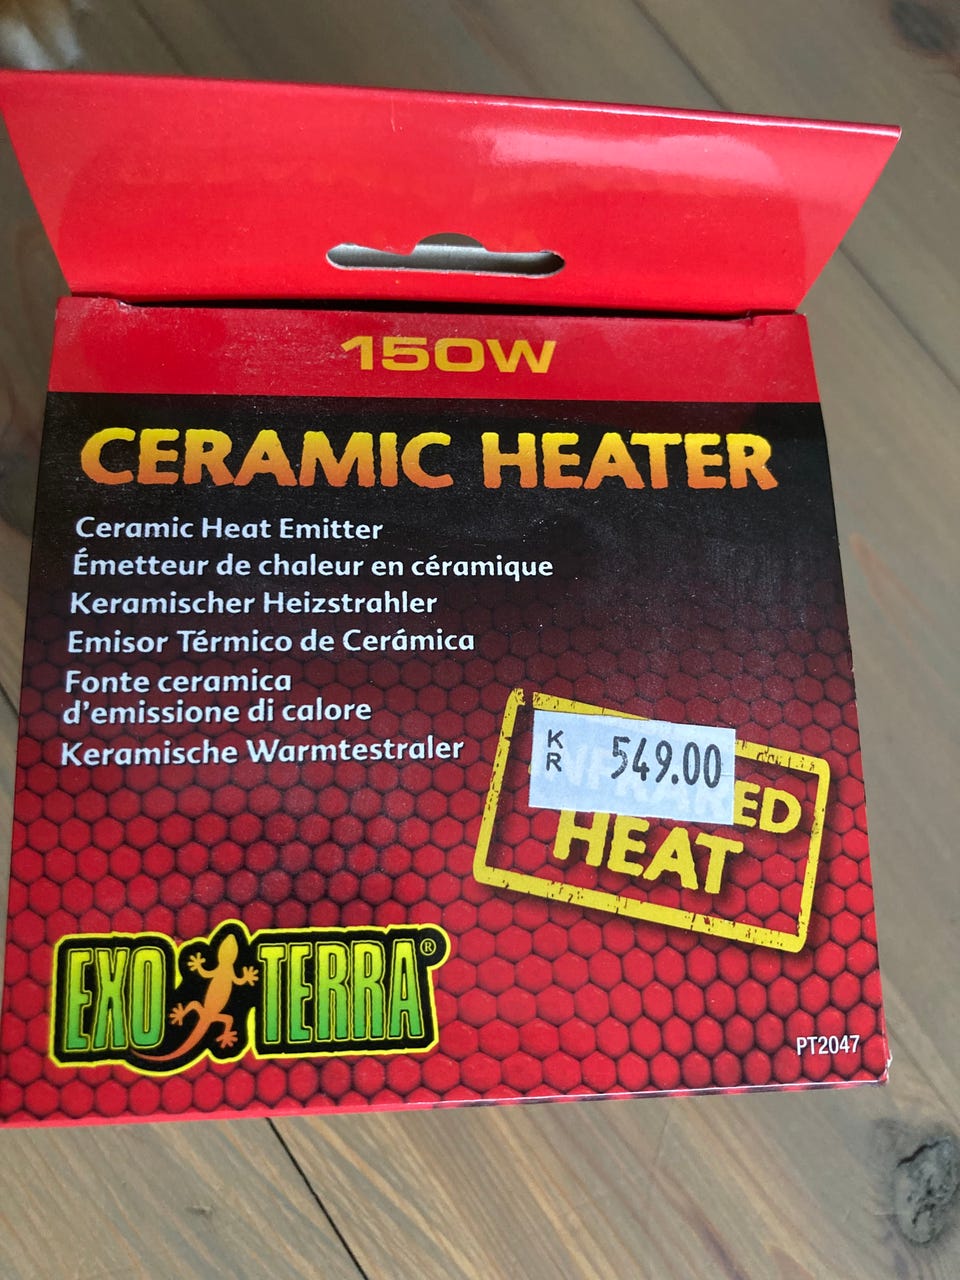 150W
CERAMIC HEATER
Ceramic Heat Emitter
Émetteur de chaleur en céramique
Keramischer Heizstrahler
Emisor Térmico de Cerámica
Fonte ceramica
d'emissione di calore
Keramische Warmtestraler
KR 549.00
INFRARED
HEAT
EXO TERRA®
PT2047